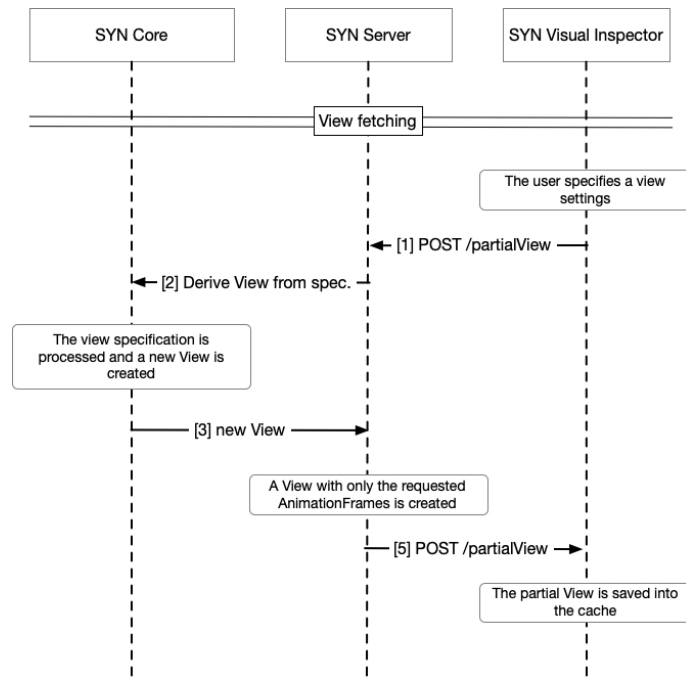 SYN Core
SYN Server
SYN Visual Inspector
View fetching
The user specifies a view
settings
[1] POST /partialView
[2] Derive View from spec.
The view specification is
processed and a new View is
created
[3] new View
A View with only the requested
AnimationFrames is created
[5] POST /partialView
The partial View is saved into
the cache